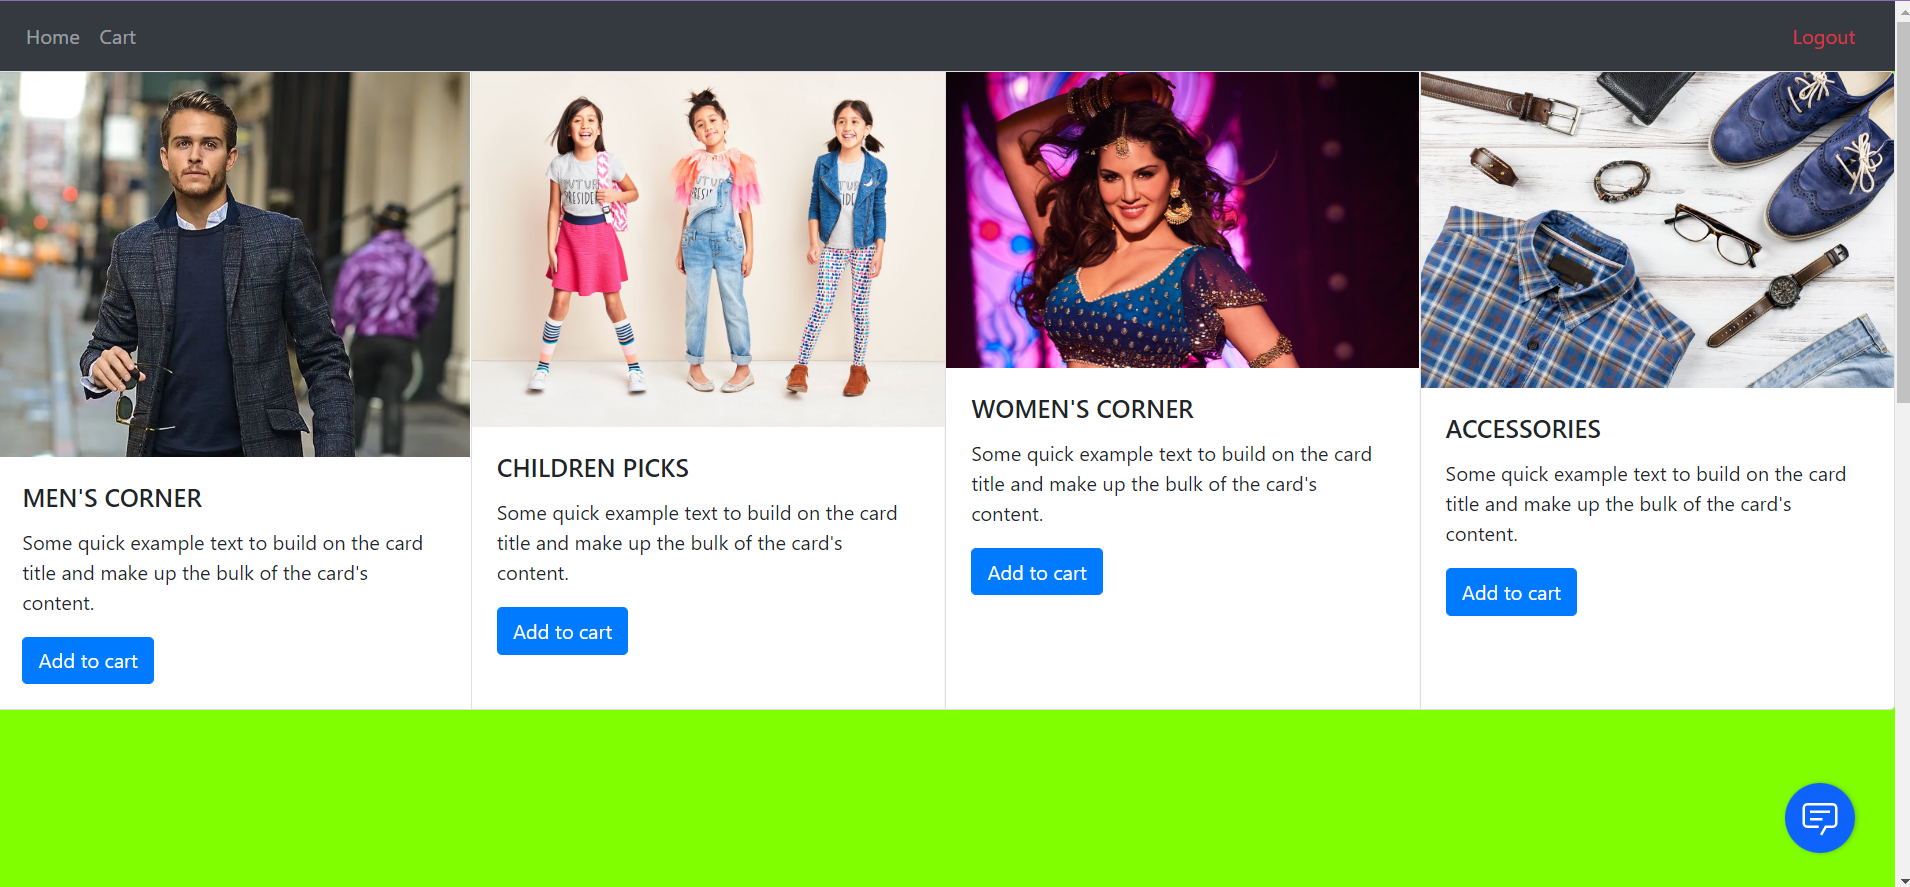 Home Cart Logout
FUTURE PRESIDENT
MEN'S CORNER
Some quick example text to build on the card
title and make up the bulk of the card's
content.
Add to cart
CHILDREN PICKS
Some quick example text to build on the card
title and make up the bulk of the card's
content.
Add to cart
WOMEN'S CORNER
Some quick example text to build on the card
title and make up the bulk of the card's
content.
Add to cart
ACCESSORIES
Some quick example text to build on the card
title and make up the bulk of the card's
content.
Add to cart